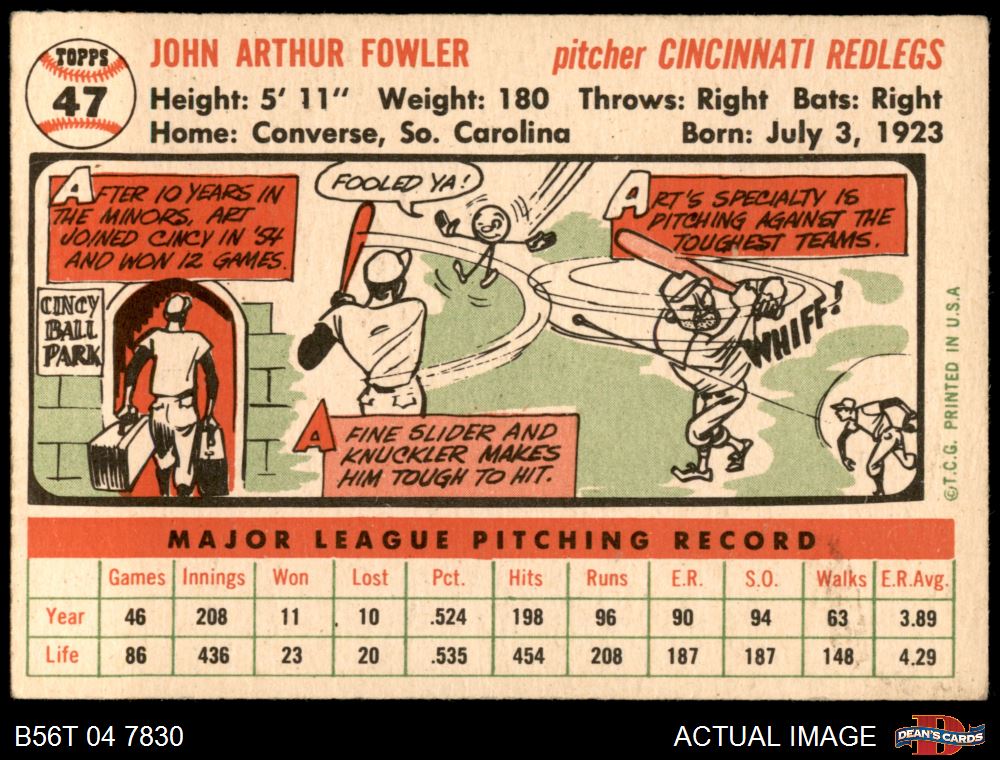 TOPPS
47
JOHN ARTHUR FOWLER pitcher CINCINNATI REDLEGS
Height: 5' 11" Weight: 180 Throws: Right Bats: Right
Home: Converse, So. Carolina Born: July 3, 1923
AFTER 10 YEARS IN
THE MINORS, ART
JOINED CINCY IN '54
AND WON 12 GAMES.
CINCY
BALL
PARK
FOOLED YA!
A FINE SLIDER AND
KNUCKLER MAKES
HIM TOUGH TO HIT.
ART'S SPECIALTY IS
PITCHING AGAINST THE
TOUGHEST TEAMS.
WHIFF!
©T.C.G. PRINTED IN U.S.A
MAJOR LEAGUE PITCHING RECORD
Games Innings Won Lost Pct. Hits Runs E.R. S.O. Walks E.R.Avg.
Year 46 208 11 10 .524 198 96 90 94 63 3.89
Life 86 436 23 20 .535 454 208 187 187 148 4.29
B56T 04 7830 ACTUAL IMAGE
D
DEAN'S CARDS